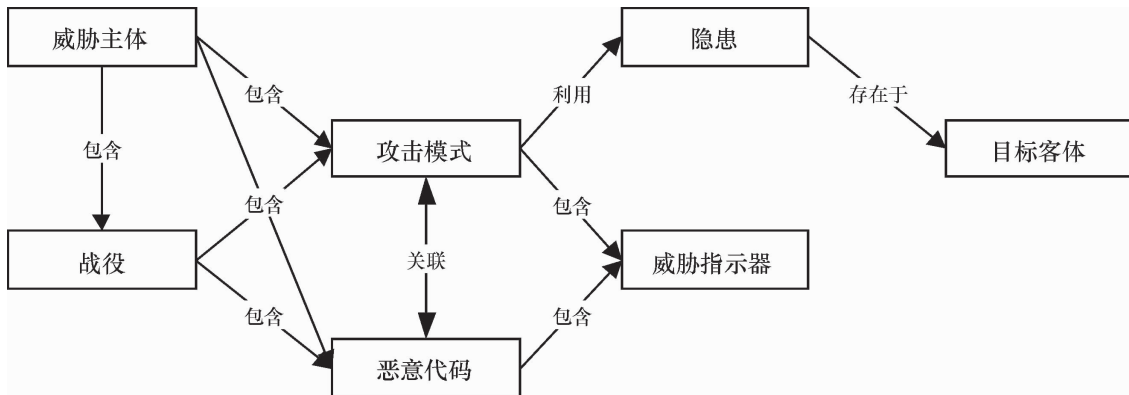 威胁主体
隐患
包含
利用
存在于
攻击模式
目标客体
包含
包含
包含
战役
关联
威胁指示器
包含
包含
恶意代码